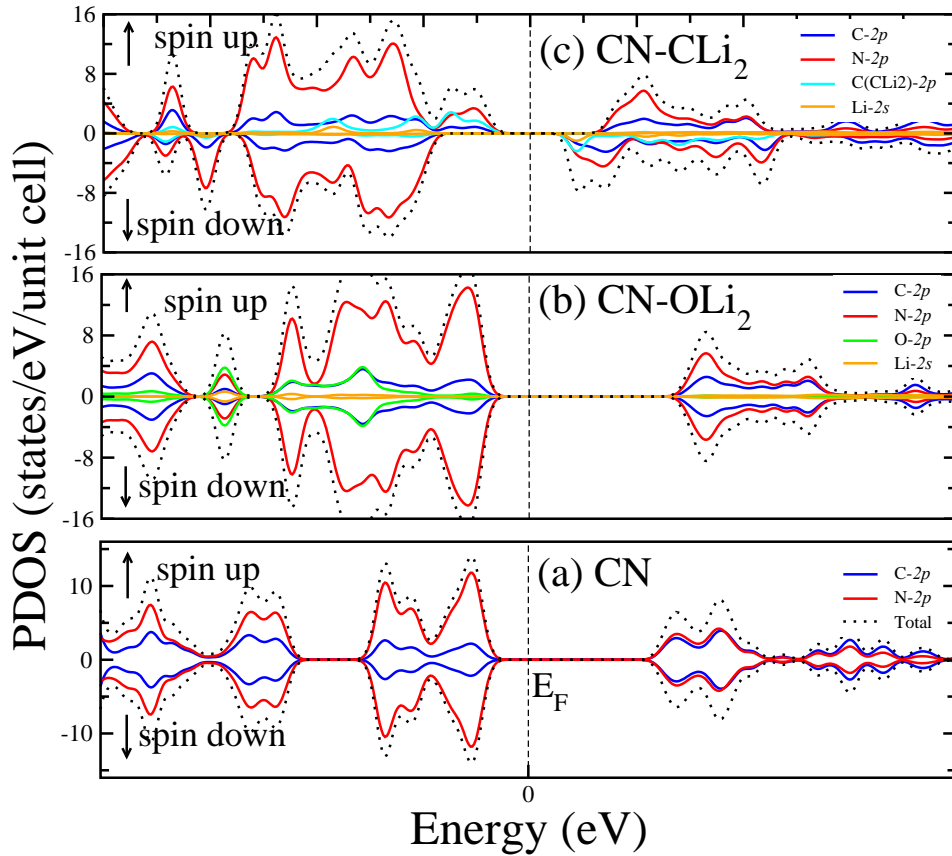 PDOS (states/eV/unit cell)
16
8
0
-8
-16
↑ spin up
↓ spin down
(c) CN-CLi₂
C-2p
N-2p
C(CLi2)-2p
Li-2s
16
8
0
-8
-16
↑ spin up
↓ spin down
(b) CN-OLi₂
C-2p
N-2p
O-2p
Li-2s
10
0
-10
↑ spin up
↓ spin down
(a) CN
C-2p
N-2p
Total
E_F
0
Energy (eV)